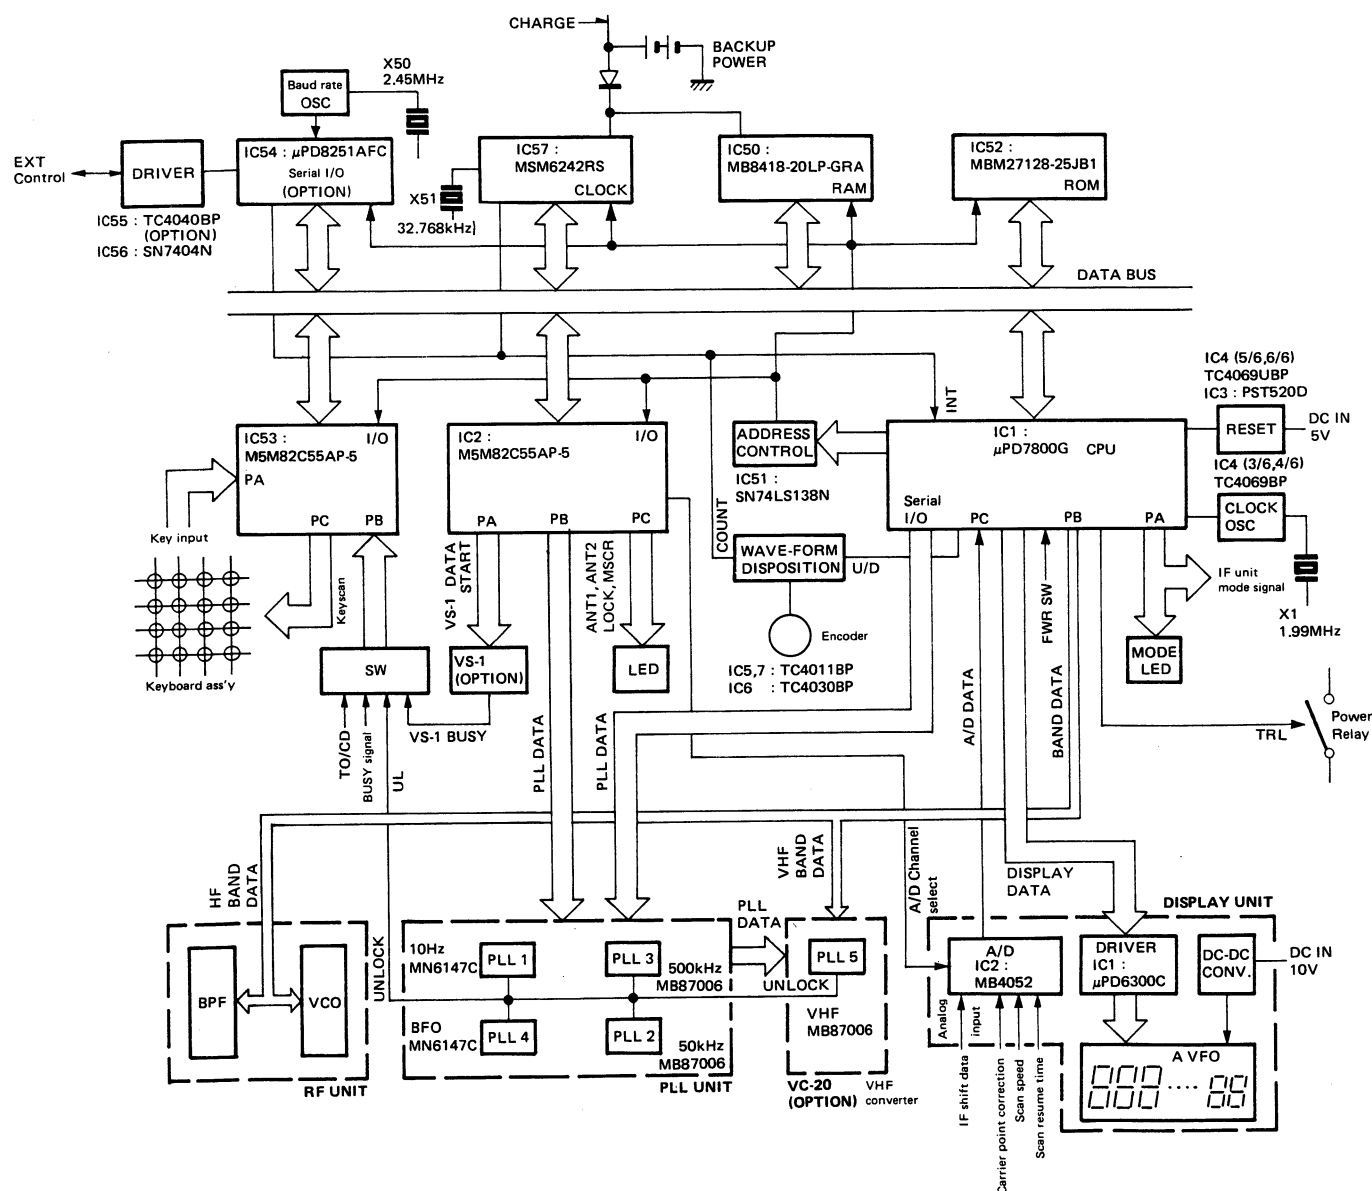 CHARGE
BACKUP
POWER
X50
2.45MHz
Baud rate
OSC
EXT
Control
DRIVER
IC54 : µPD8251AFC
Serial I/O
(OPTION)
IC55 : TC4040BP
(OPTION)
IC56 : SN7404N
X51
32.768kHz
IC57 :
MSM6242RS
CLOCK
IC50 :
MB8418-20LP-GRA
RAM
IC52 :
MBM27128-25JB1
ROM
DATA BUS
IC53 :
I/O
M5M82C55AP-5
PA
PC
PB
Key input
Keyscan
Keyboard ass'y
SW
TO/CD
BUSY signal
UL
IC2 :
I/O
M5M82C55AP-5
PA
PB
PC
VS-1 DATA
START
ANT1, ANT2
LOCK, MSCR
VS-1
(OPTION)
LED
VS-1 BUSY
PLL DATA
PLL DATA
ADDRESS
CONTROL
IC51 :
SN74LS138N
COUNT
WAVE-FORM
DISPOSITION
U/D
Encoder
IC5,7 : TC4011BP
IC6 : TC4030BP
INT
IC1 :
µPD7800G CPU
Serial
I/O
PC
PB
PA
IC4 (5/6,6/6)
TC4069UBP
IC3 : PST520D
RESET
DC IN
5V
IC4 (3/6,4/6)
TC4069BP
CLOCK
OSC
X1
1.99MHz
IF unit
mode signal
MODE
LED
FWR SW
A/D DATA
BAND DATA
TRL
Power
Relay
HF
BAND
DATA
VHF
BAND
DATA
A/D Channel
select
DISPLAY
DATA
BPF
VCO
RF UNIT
UNLOCK
10Hz
MN6147C
PLL 1
PLL 3
500kHz
MB87006
BFO
MN6147C
PLL 4
PLL 2
50kHz
MB87006
PLL UNIT
PLL
DATA
UNLOCK
PLL 5
VHF
MB87006
VC-20
(OPTION)
VHF
converter
DISPLAY UNIT
A/D
IC2 :
MB4052
Analog
input
IF shift data
Carrier point correction
Scan speed
Scan resume time
DRIVER
IC1 :
µPD6300C
DC-DC
CONV.
DC IN
10V
A VFO